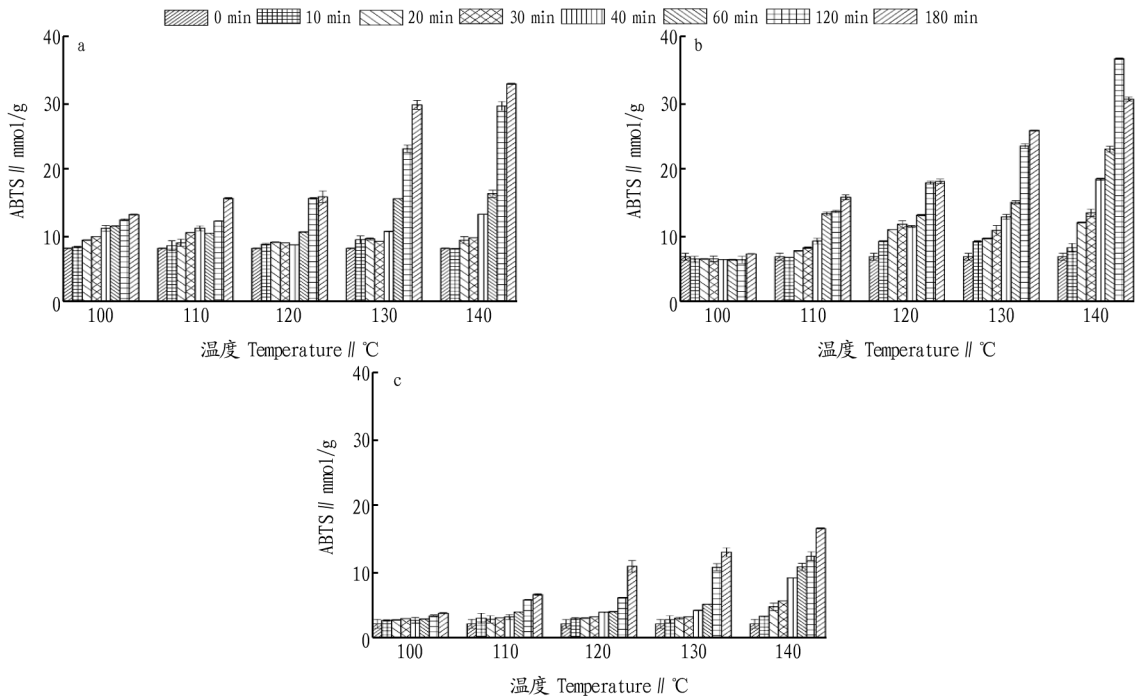 0 min 10 min 20 min 30 min 40 min 60 min 120 min 180 min
a
40
30
20
10
0
ABTS // mmol/g
100 110 120 130 140
温度 Temperature // ℃
b
40
30
20
10
0
ABTS // mmol/g
100 110 120 130 140
温度 Temperature // ℃
c
40
30
20
10
0
ABTS // mmol/g
100 110 120 130 140
温度 Temperature // ℃